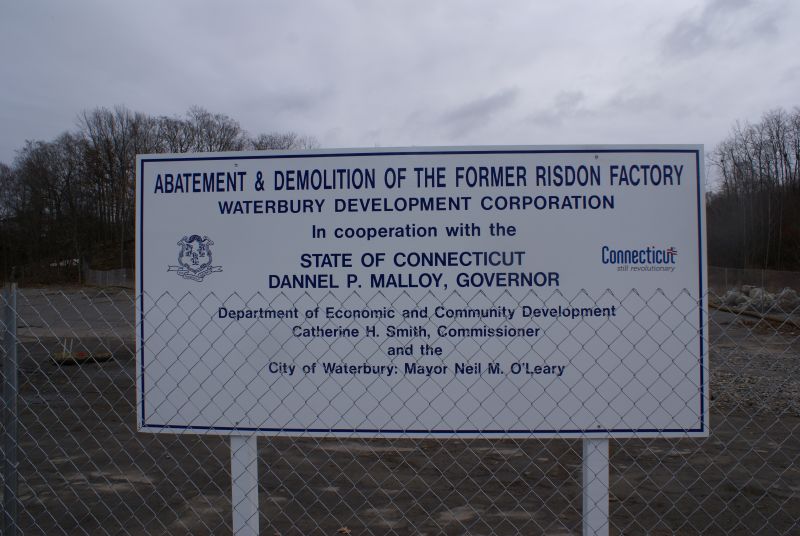 ABATEMENT & DEMOLITION OF THE FORMER RISDON FACTORY
WATERBURY DEVELOPMENT CORPORATION
In cooperation with the
STATE OF CONNECTICUT
DANNEL P. MALLOY, GOVERNOR
Connecticut
still revolutionary
Department of Economic and Community Development
Catherine H. Smith, Commissioner
and the
City of Waterbury: Mayor Neil M. O'Leary